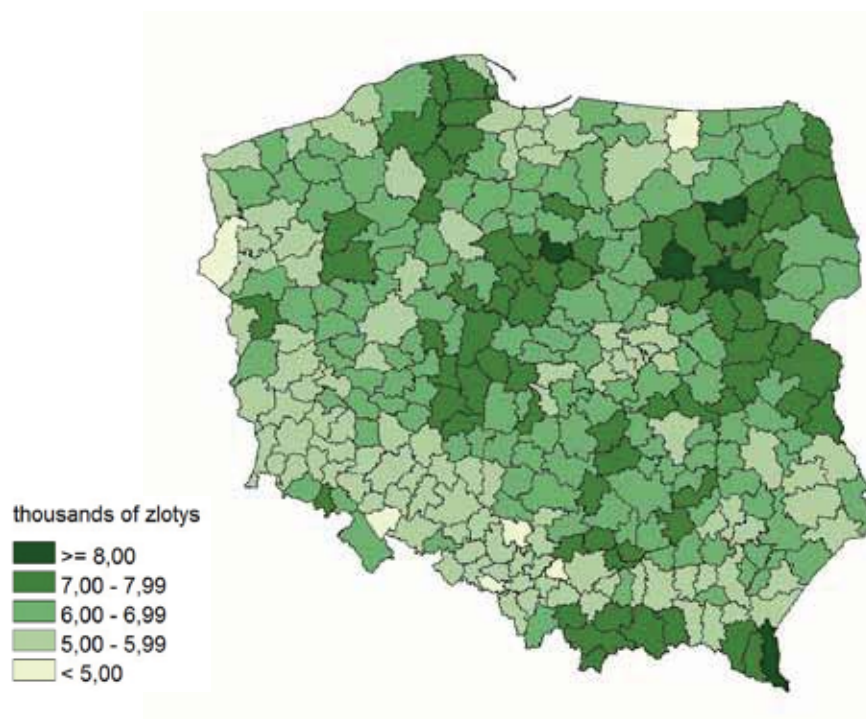 thousands of zlotys
>= 8,00
7,00 - 7,99
6,00 - 6,99
5,00 - 5,99
< 5,00